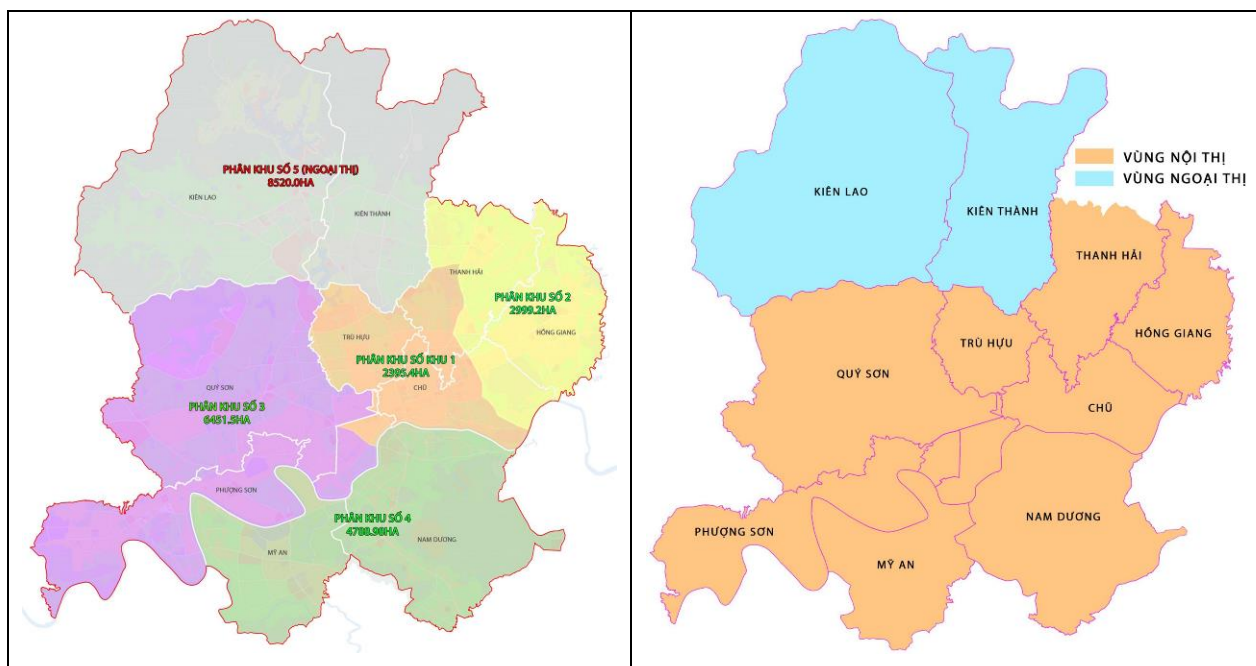 PHÂN KHU SỐ 5 (NGOẠI THỊ)
8520.0HA
KIÊN LAO
KIÊN THÀNH
THANH HẢI
PHÂN KHU SỐ 2
2999.2HA
HỒNG GIANG
TRÙ HỰU
PHÂN KHU SỐ KHU 1
2395.4HA
CHŨ
QUÝ SƠN
PHÂN KHU SỐ 3
6451.5HA
PHƯỢNG SƠN
PHÂN KHU SỐ 4
4788.98HA
NAM DƯƠNG
MỸ AN
VÙNG NỘI THỊ
VÙNG NGOẠI THỊ
KIÊN LAO
KIÊN THÀNH
THANH HẢI
HỒNG GIANG
TRÙ HỰU
QUÝ SƠN
CHŨ
NAM DƯƠNG
PHƯỢNG SƠN
MỸ AN